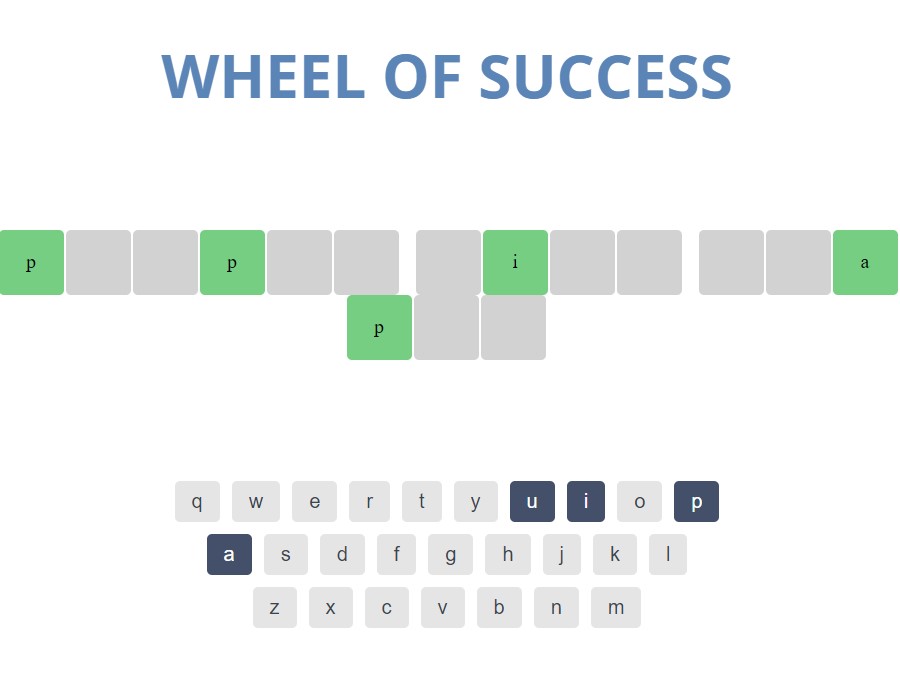 WHEEL OF SUCCESS
p p i a
p
q w e r t y u i o p
a s d f g h j k l
z x c v b n m